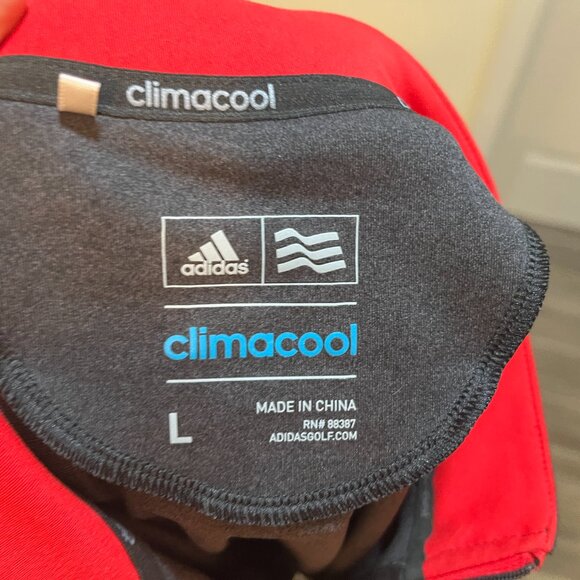 climacool
adidas
climacool
L
MADE IN CHINA
RN# 88387
ADIDASGOLF.COM